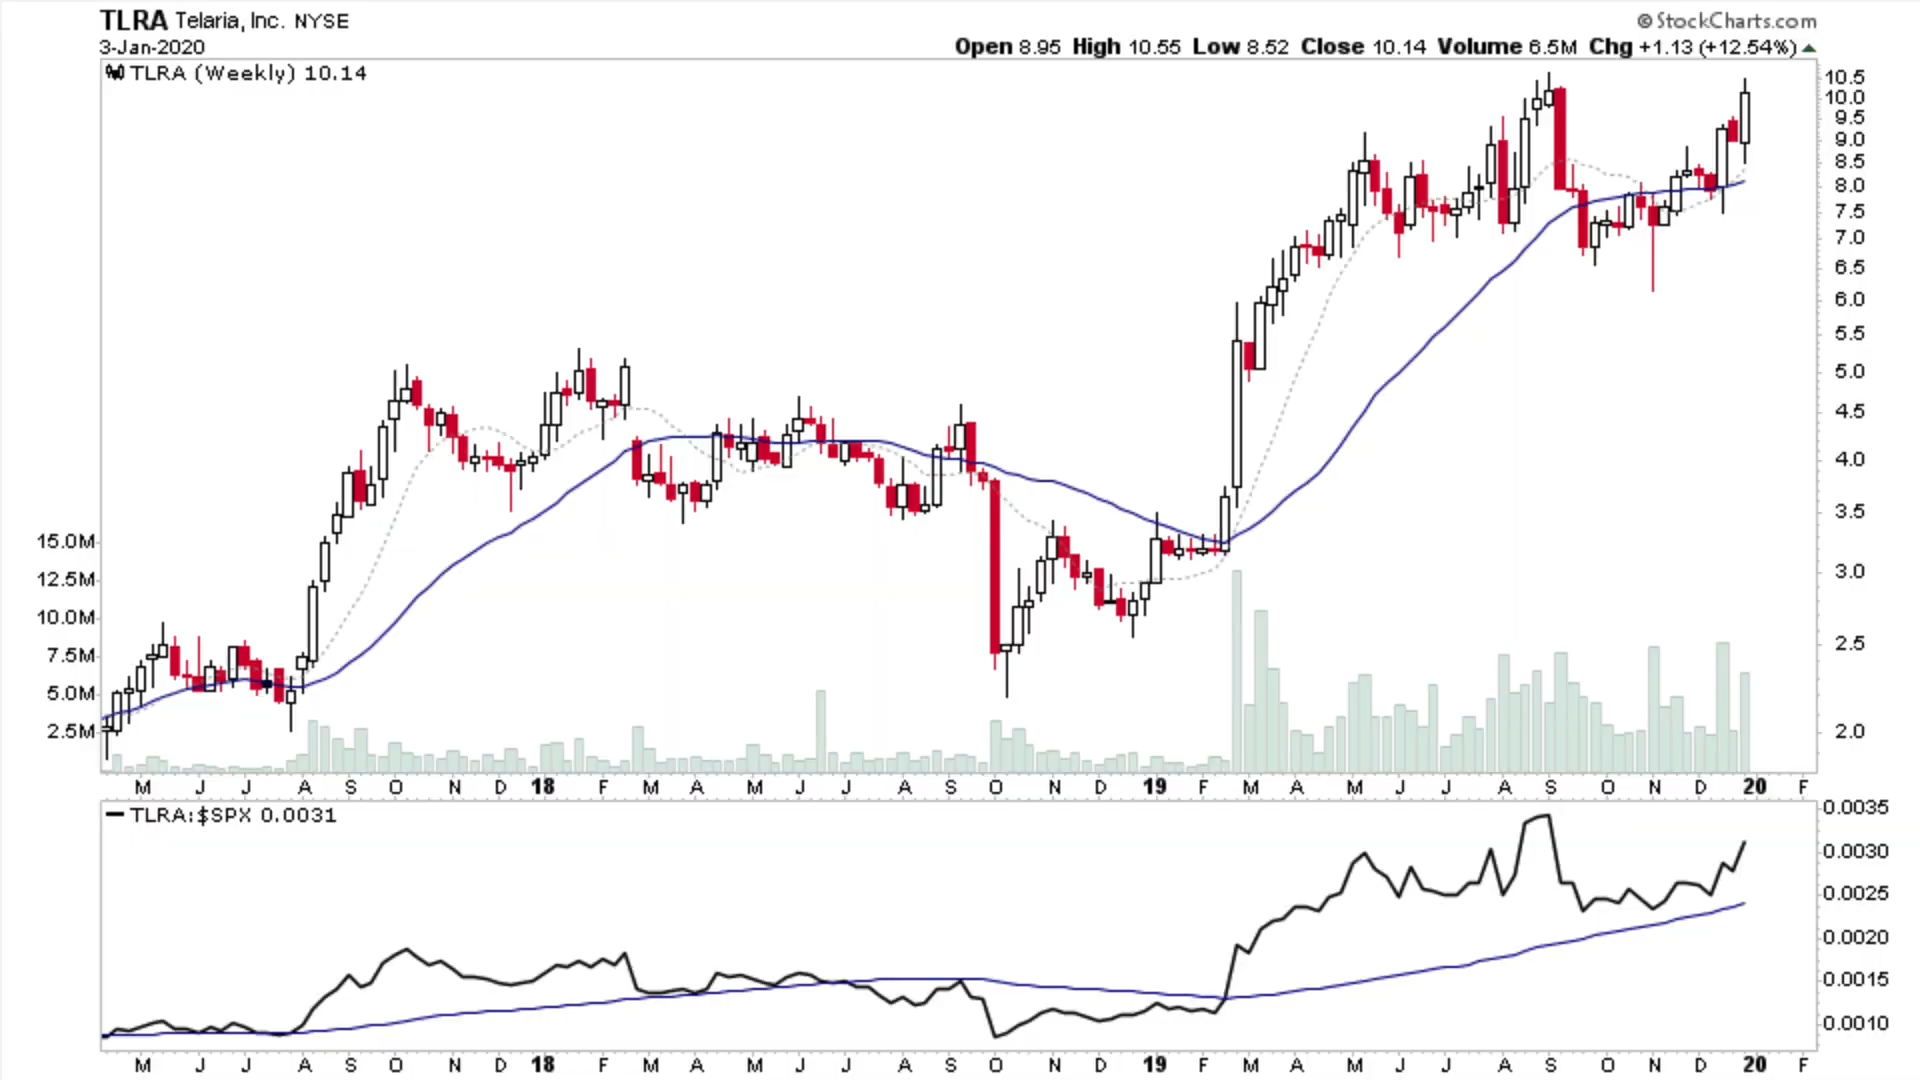 TLRA Telaria, Inc. NYSE © StockCharts.com
3-Jan-2020 Open 8.95 High 10.55 Low 8.52 Close 10.14 Volume 6.5M Chg +1.13 (+12.54%)
TLRA (Weekly) 10.14
10.5
10.0
9.5
9.0
8.5
8.0
7.5
7.0
6.5
6.0
5.5
5.0
4.5
4.0
3.5
3.0
2.5
2.0
15.0M
12.5M
10.0M
7.5M
5.0M
2.5M
M J J A S O N D 18 F M A M J J A S O N D 19 F M A M J J A S O N D 20 F
TLRA:$SPX 0.0031
0.0035
0.0030
0.0025
0.0020
0.0015
0.0010
M J J A S O N D 18 F M A M J J A S O N D 19 F M A M J J A S O N D 20 F